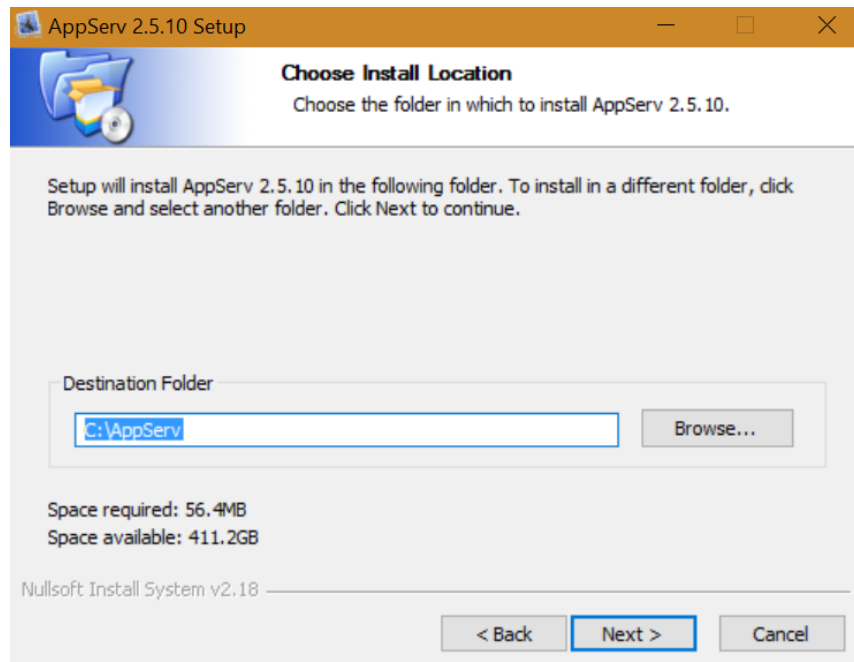 AppServ 2.5.10 Setup
Choose Install Location
Choose the folder in which to install AppServ 2.5.10.
Setup will install AppServ 2.5.10 in the following folder. To install in a different folder, click
Browse and select another folder. Click Next to continue.
Destination Folder
C:\AppServ
Browse...
Space required: 56.4MB
Space available: 411.2GB
Nullsoft Install System v2.18
< Back
Next >
Cancel